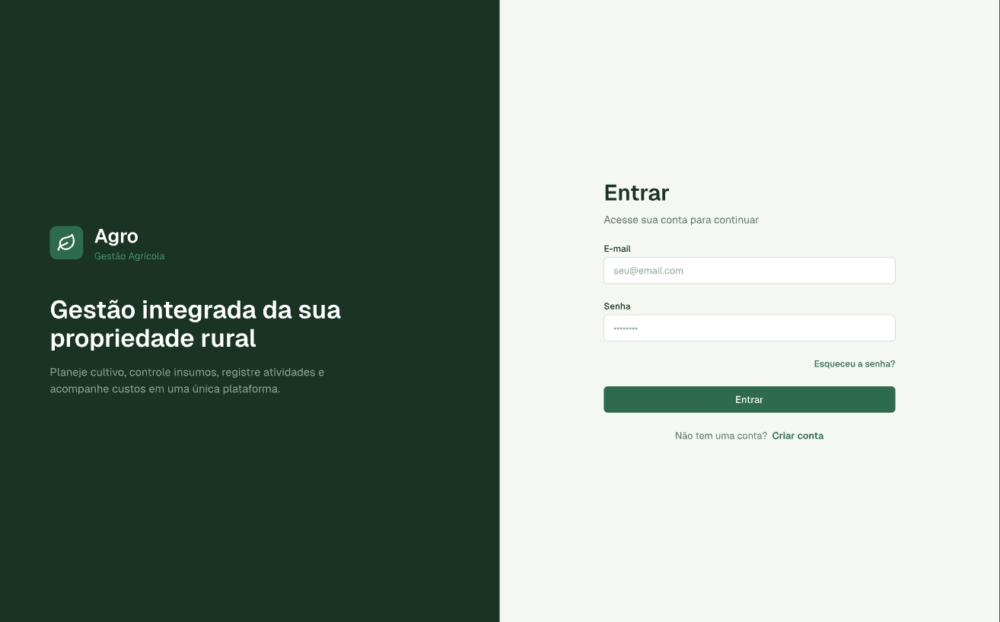 Agro
Gestão Agrícola
Gestão integrada da sua
propriedade rural
Planeje cultivo, controle insumos, registre atividades e
acompanhe custos em uma única plataforma.
Entrar
Acesse sua conta para continuar
E-mail
seu@email.com
Senha
••••••••
Esqueceu a senha?
Entrar
Não tem uma conta? Criar conta